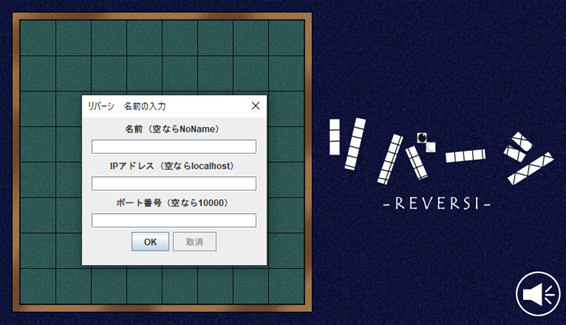 リバーシ 名前の入力
名前（空ならNoName）
IPアドレス（空ならlocalhost）
ポート番号（空なら10000）
OK 取消
リバーシ
-REVERSI-